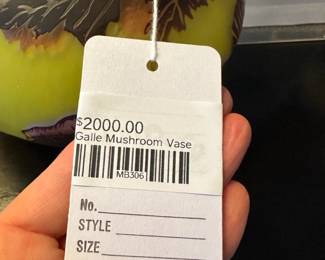 $2000.00
Galle Mushroom Vase
MB306
No.
STYLE
SIZE